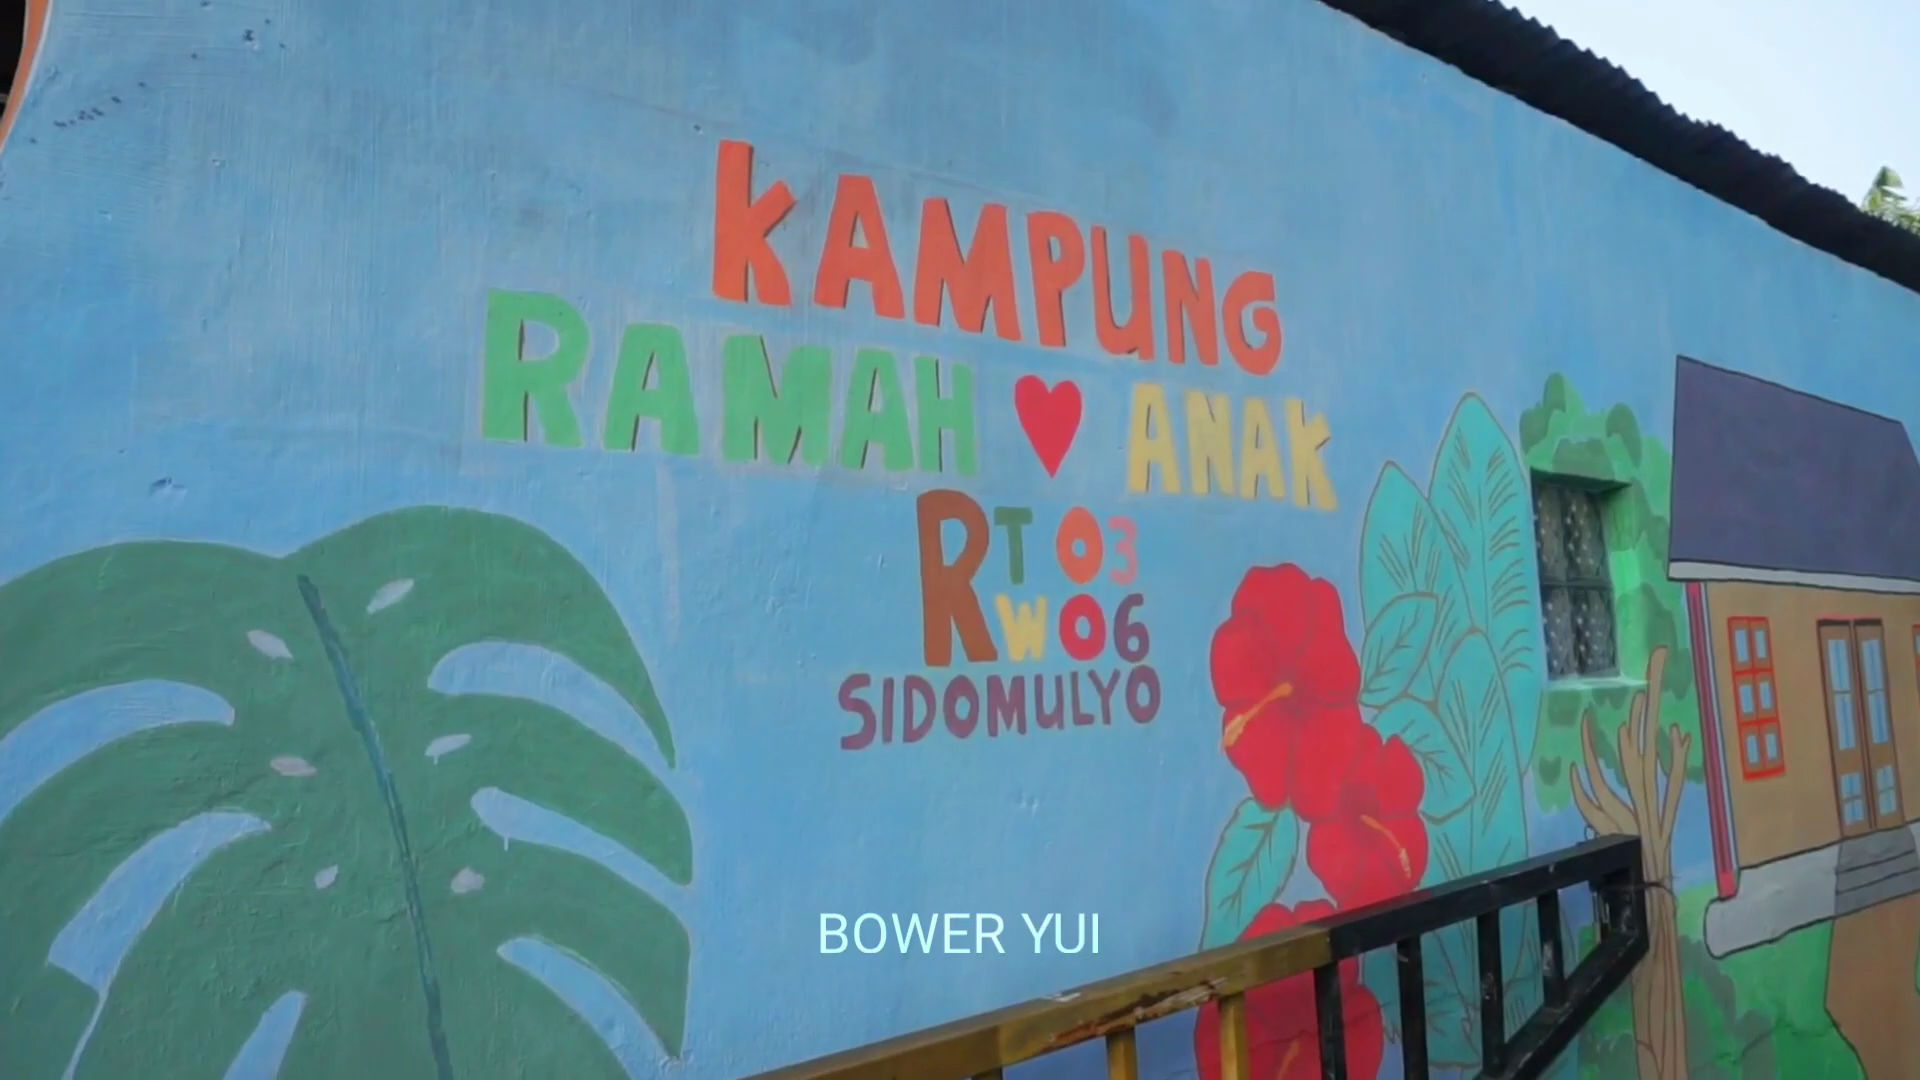 KAMPUNG
RAMAH ANAK
RT 03
RW 06
SIDOMULYO
BOWER YUI